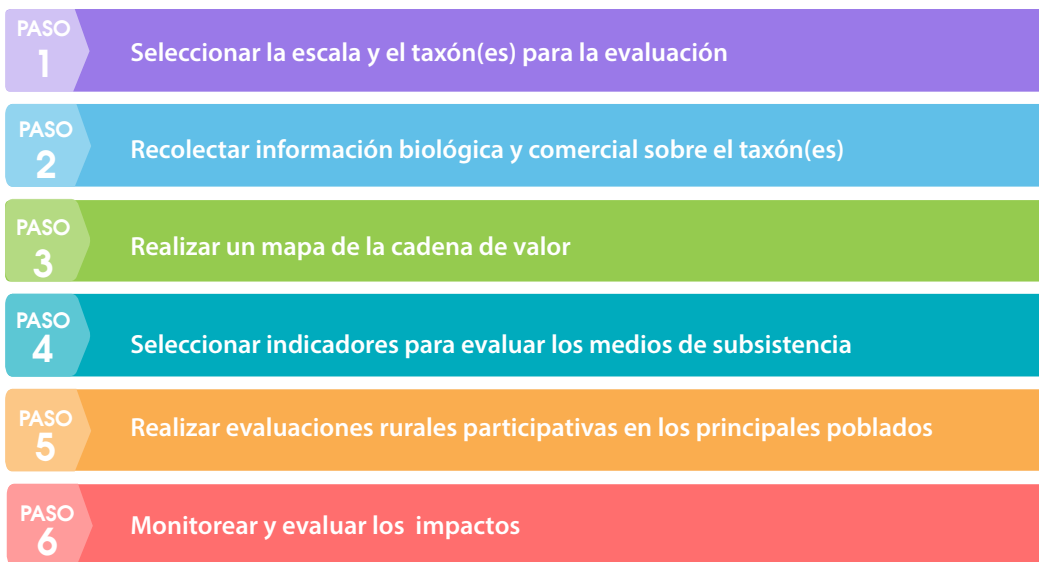 PASO
1
Seleccionar la escala y el taxón(es) para la evaluación
PASO
2
Recolectar información biológica y comercial sobre el taxón(es)
PASO
3
Realizar un mapa de la cadena de valor
PASO
4
Seleccionar indicadores para evaluar los medios de subsistencia
PASO
5
Realizar evaluaciones rurales participativas en los principales poblados
PASO
6
Monitorear y evaluar los impactos